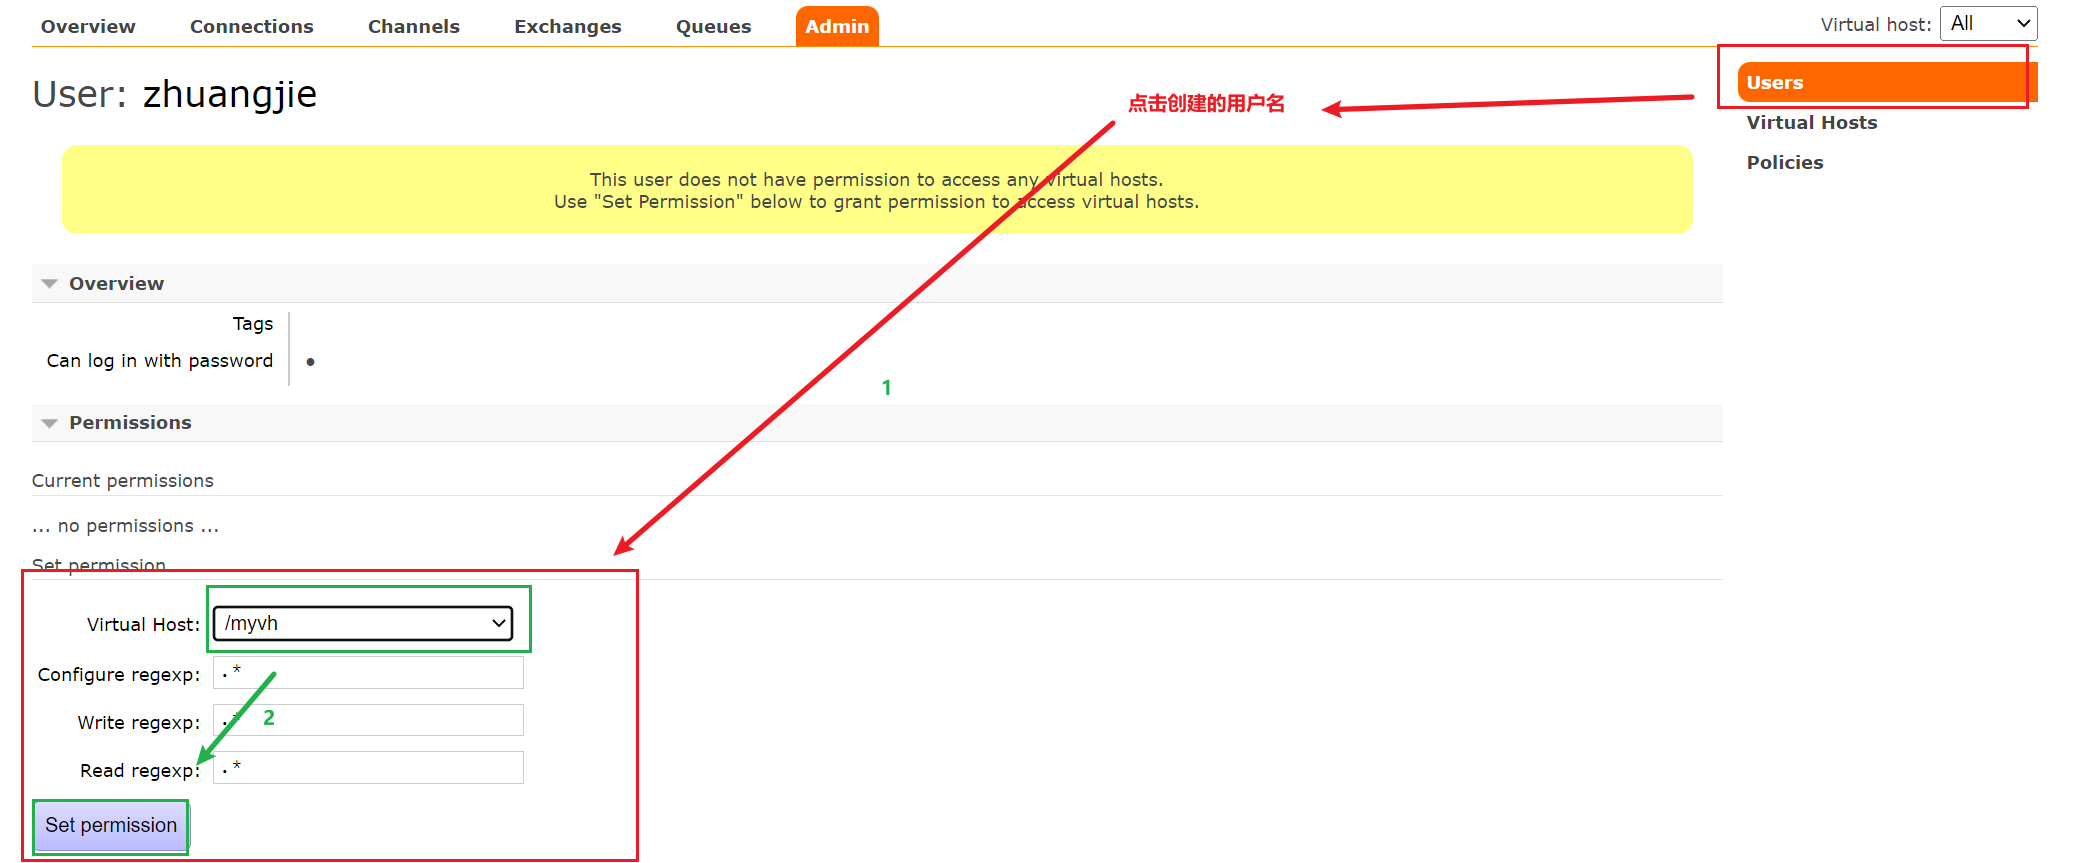 Overview Connections Channels Exchanges Queues Admin
Virtual host: All
User: zhuangjie
点击创建的用户名
Users
Virtual Hosts
Policies
This user does not have permission to access any virtual hosts.
Use "Set Permission" below to grant permission to access virtual hosts.
Overview
Tags
Can log in with password ●
1
Permissions
Current permissions
... no permissions ...
Set permission
Virtual Host: /myvh
Configure regexp: .*
Write regexp: .*
2
Read regexp: .*
Set permission